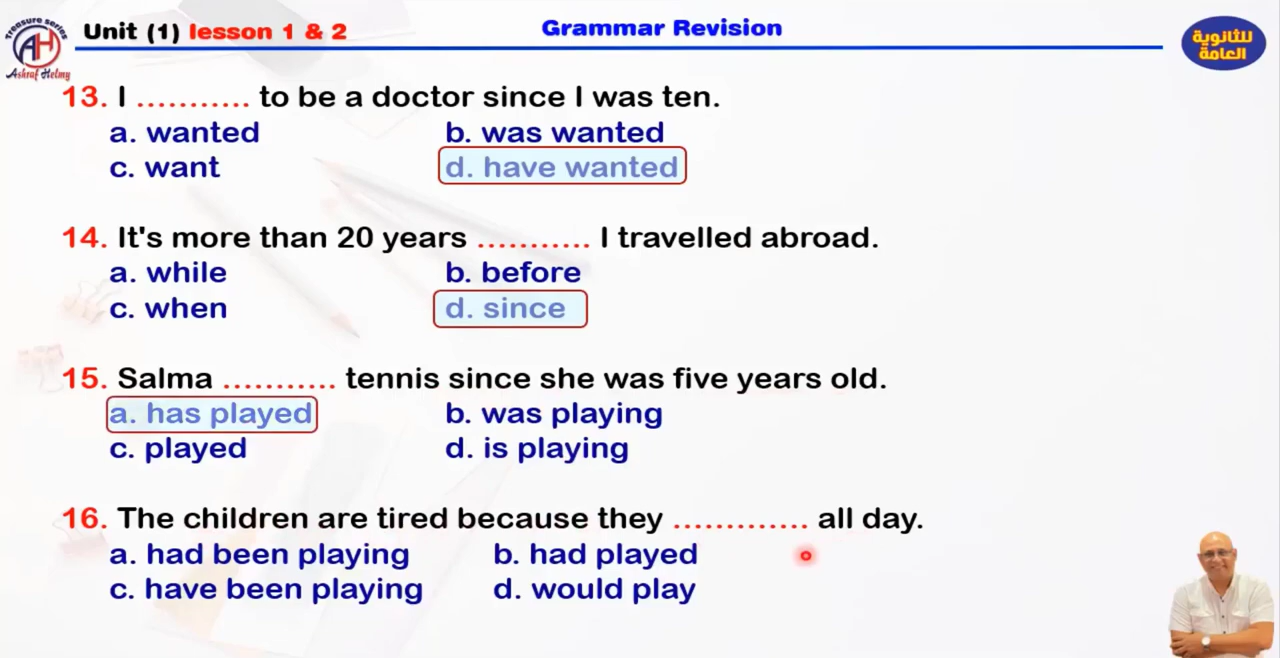 Treasure series
AH
Ashraf Helmy
Unit (1) lesson 1 & 2
Grammar Revision
للثانوية
العامة
13. I ........... to be a doctor since I was ten.
a. wanted b. was wanted
c. want d. have wanted
14. It's more than 20 years ........... I travelled abroad.
a. while b. before
c. when d. since
15. Salma ........... tennis since she was five years old.
a. has played b. was playing
c. played d. is playing
16. The children are tired because they ............. all day.
a. had been playing b. had played
c. have been playing d. would play